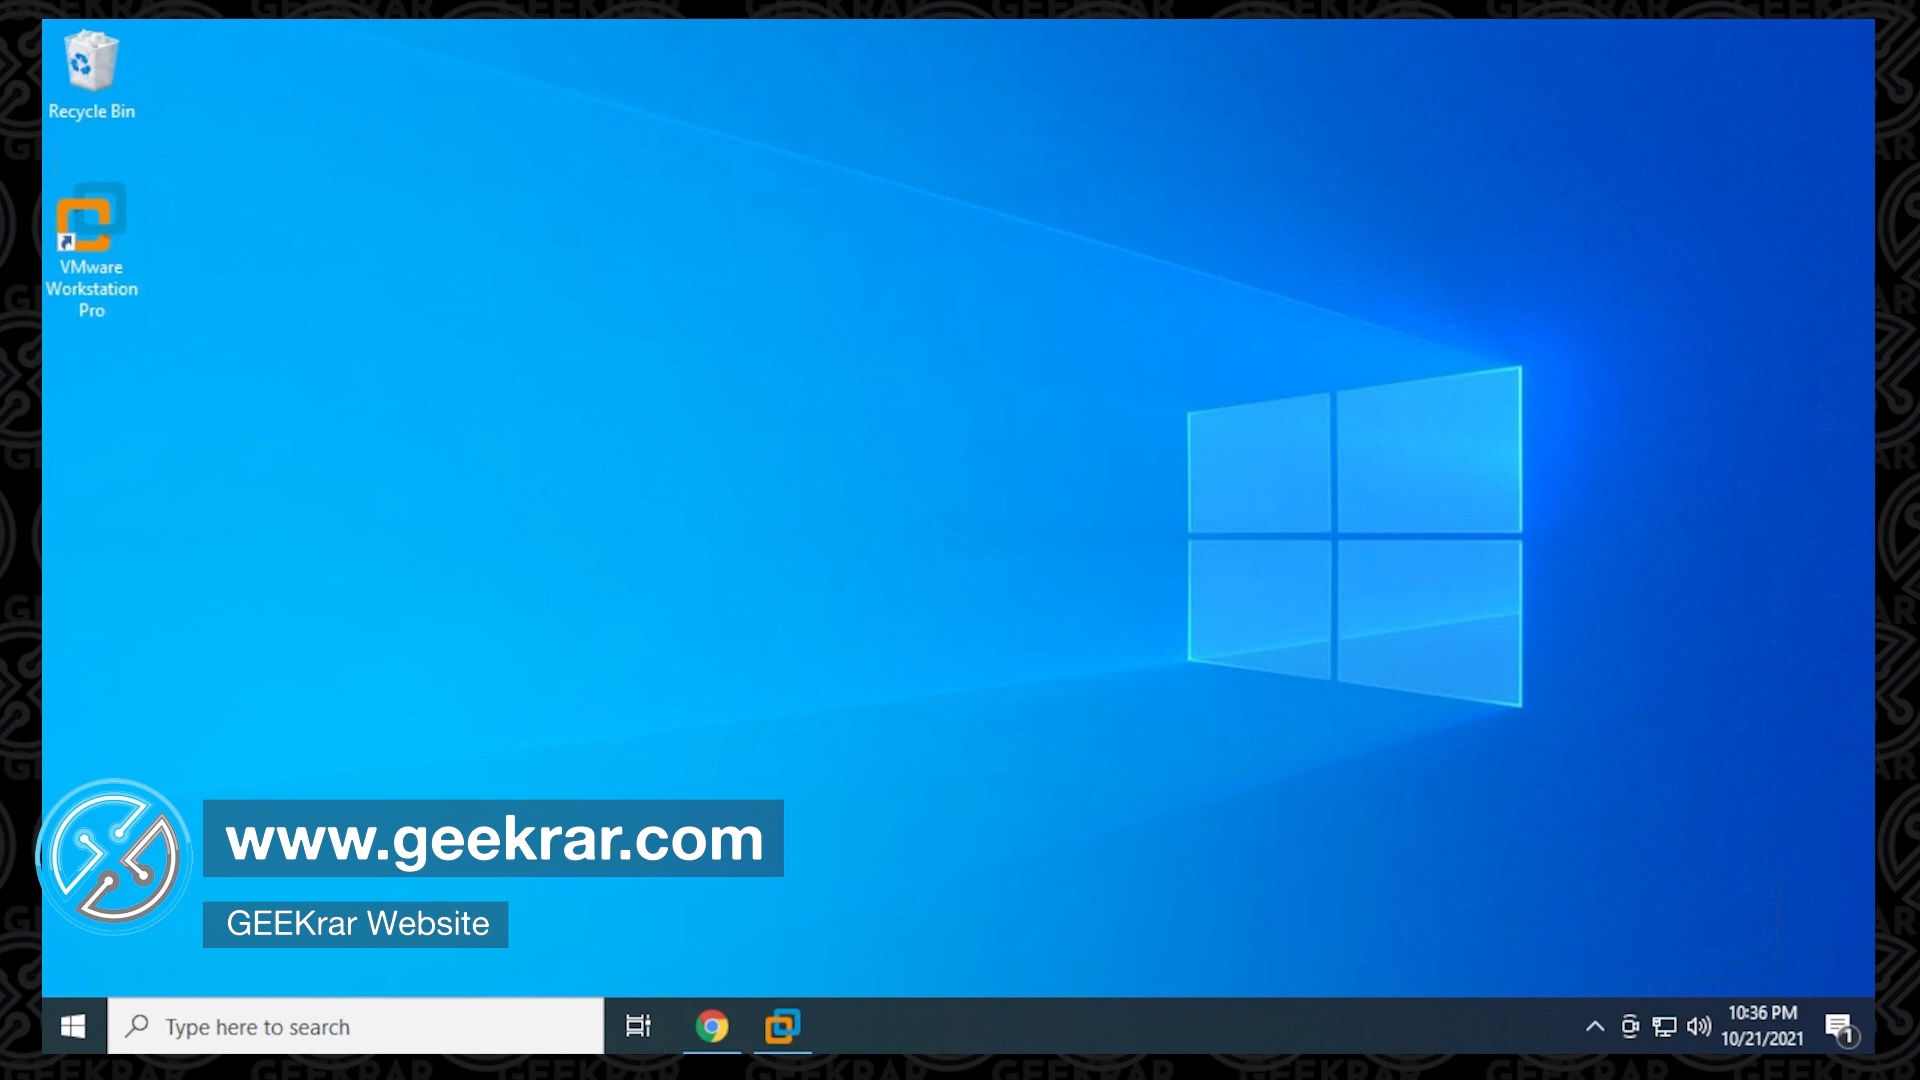 Recycle Bin
VMware
Workstation
Pro
www.geekrar.com
GEEKrar Website
Type here to search
10:36 PM
10/21/2021
1